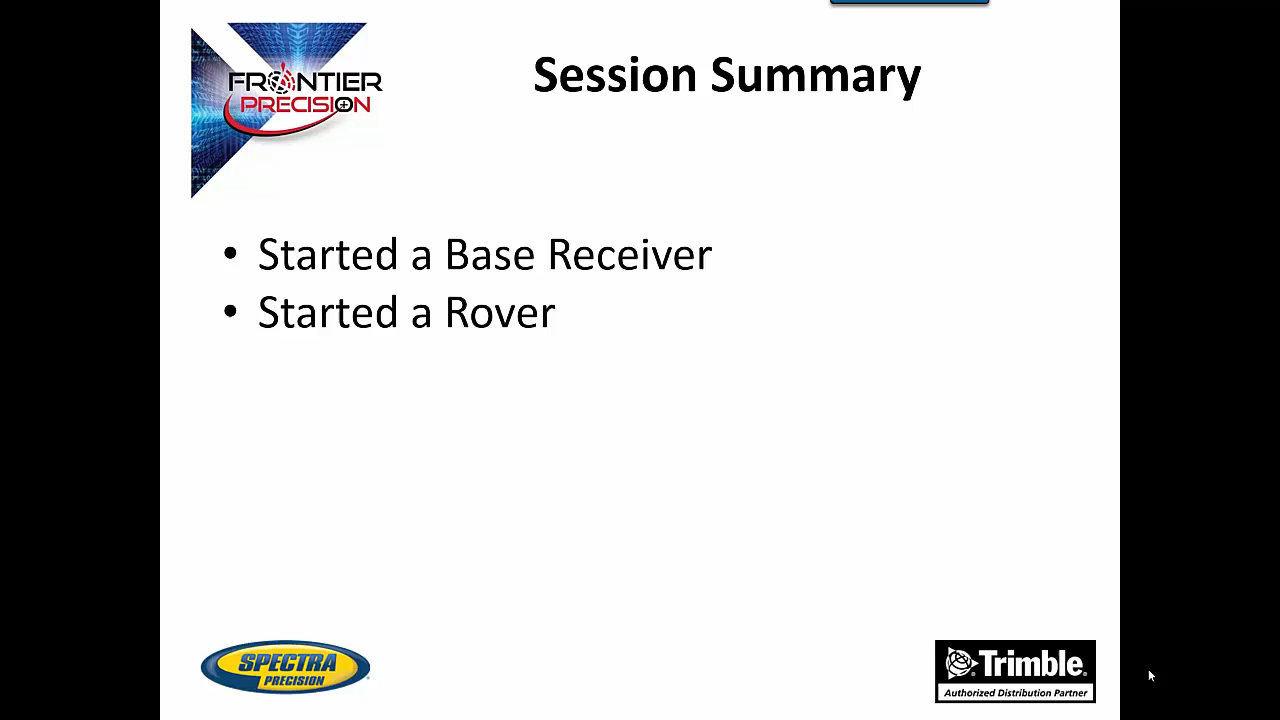 FRONTIER
PRECISION
Session Summary
• Started a Base Receiver
• Started a Rover
SPECTRA
PRECISION
Trimble
Authorized Distribution Partner